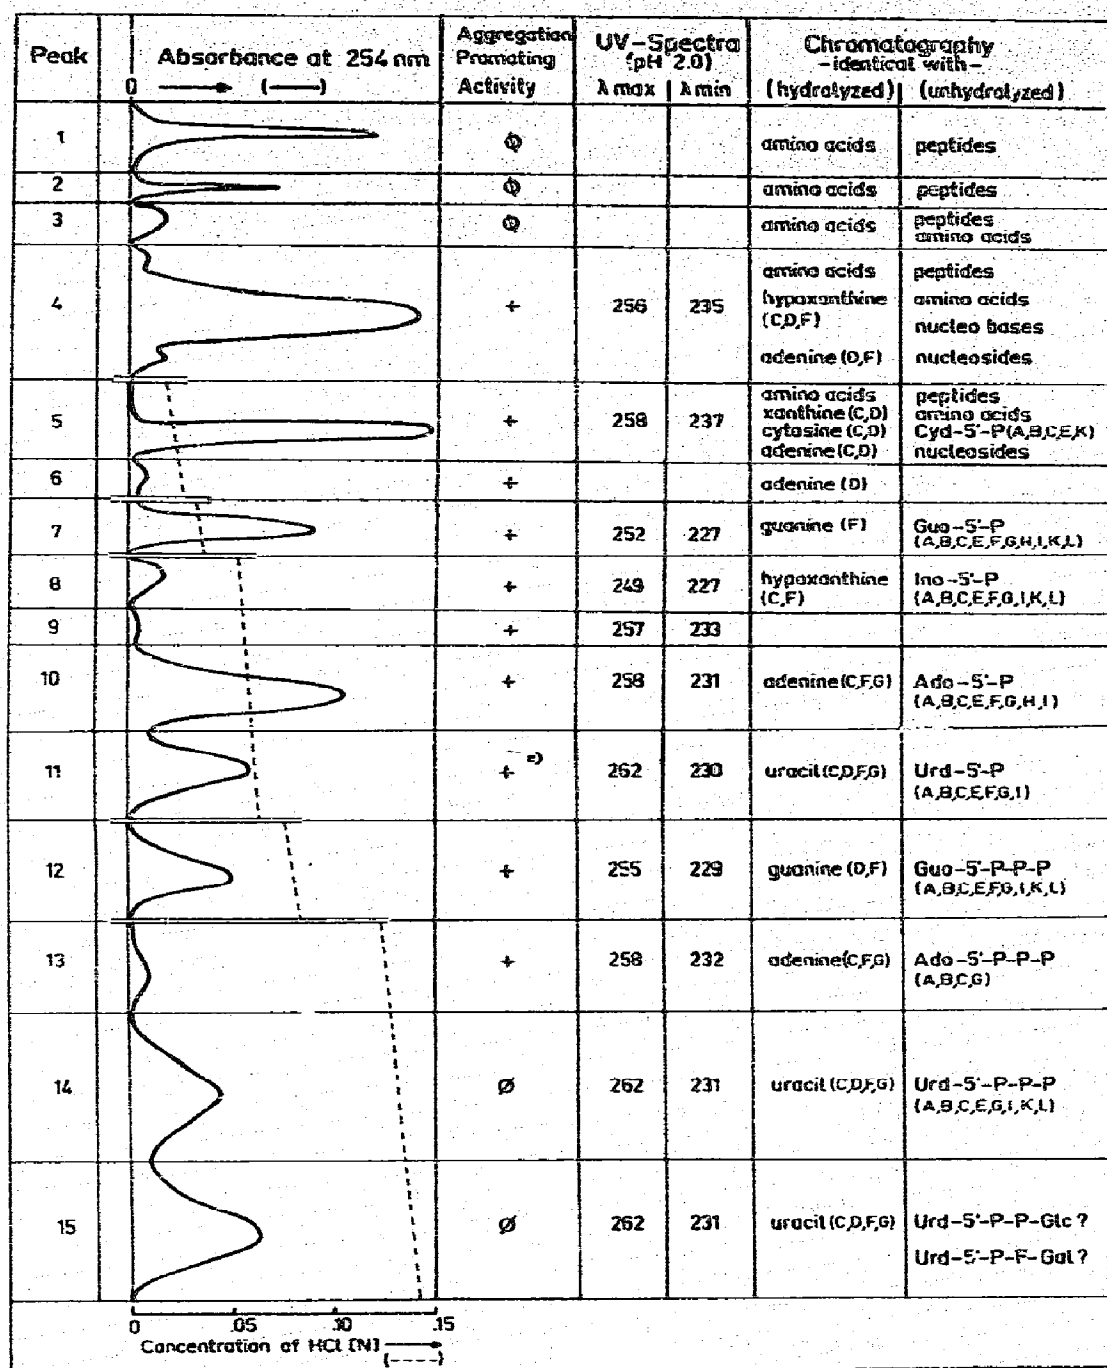 Peak
Absorbance at 254 nm
0 ( — )
Aggregation
Promoting
Activity
UV-Spectra
(pH 2.0)
λ max | λ min
Chromatography
-identical with-
(hydrolyzed) (unhydrolyzed)
1 Ø amino acids peptides
2 Ø amino acids peptides
3 Ø amino acids peptides
amino acids
4 + 256 235
amino acids peptides
hypoxanthine amino acids
(C,D,F) nucleo bases
adenine (D,F) nucleosides
5 + 258 237
amino acids peptides
xanthine (C,D) amino acids
cytosine (C,D) Cyd-5'-P(A,B,C,E,K)
adenine (C,D) nucleosides
6 + adenine (D)
7 + 252 227 guanine (F) Guo-5'-P
(A,B,C,E,F,G,H,I,K,L)
8 + 249 227 hypoxanthine Ino-5'-P
(C,F) (A,B,C,E,F,G,I,K,L)
9 + 257 233
10 + 258 231 adenine (C,F,G) Ado-5'-P
(A,B,C,E,F,G,H,I)
11 + =) 262 230 uracil (C,D,F,G) Urd-5'-P
(A,B,C,E,F,G,I)
12 + 255 229 guanine (D,F) Guo-5'-P-P-P
(A,B,C,E,F,G,I,K,L)
13 + 258 232 adenine(C,F,G) Ado-5'-P-P-P
(A,B,C,G)
14 Ø 262 231 uracil (C,D,F,G) Urd-5'-P-P-P
(A,B,C,E,G,I,K,L)
15 Ø 262 231 uracil (C,D,F,G) Urd-5'-P-P-Glc ?
Urd-5'-P-P-Gal ?
0 .05 .10 .15
Concentration of HCl [N]
(----)